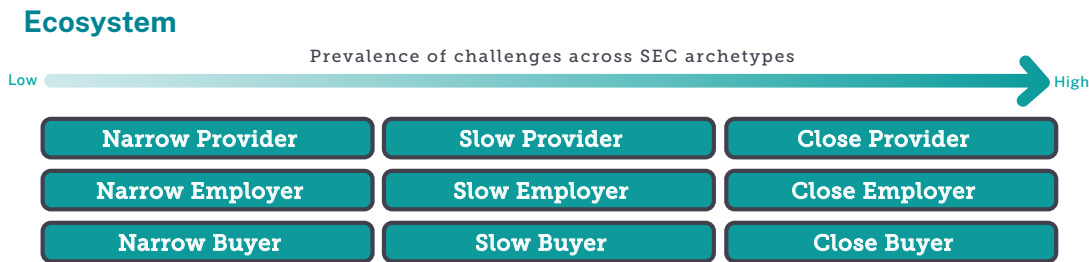 Ecosystem
Prevalence of challenges across SEC archetypes
Low High
Narrow Provider Slow Provider Close Provider
Narrow Employer Slow Employer Close Employer
Narrow Buyer Slow Buyer Close Buyer